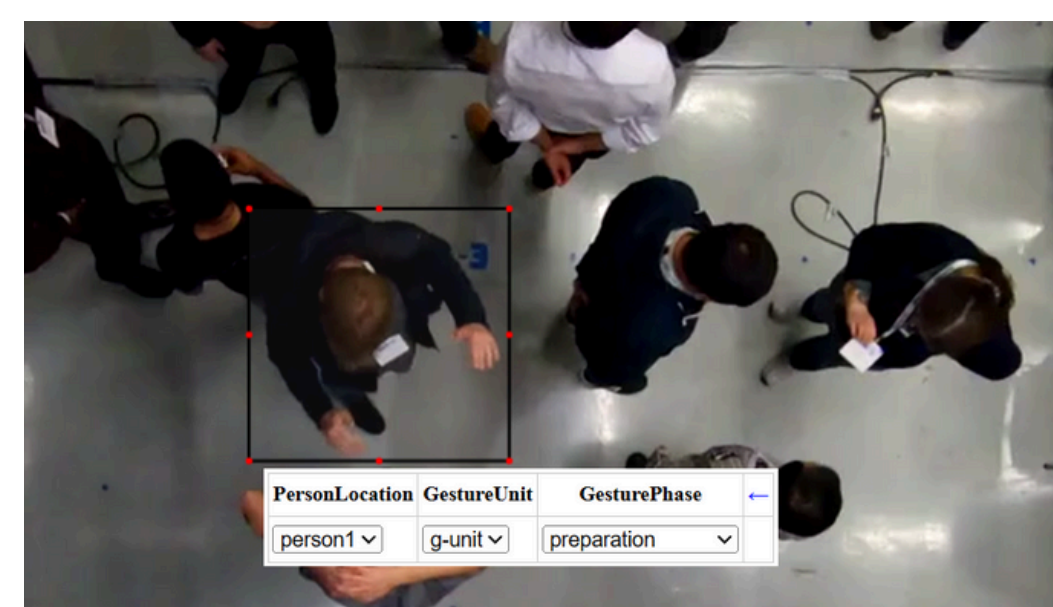 PersonLocation GestureUnit GesturePhase ←
person1 g-unit preparation